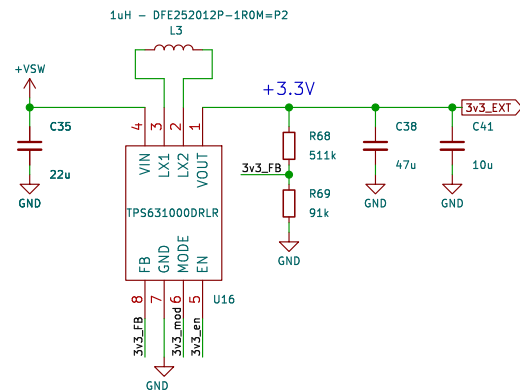 1uH - DFE252012P-1R0M=P2
L3
+VSW
+3.3V
3v3_EXT
C35
22u
GND
4
3
2
1
VIN
LX1
LX2
VOUT
R68
511k
3v3_FB
R69
91k
GND
C38
47u
GND
C41
10u
GND
TPS631000DRLR
FB
GND
MODE
EN
8
7
6
5
U16
3v3_FB
3v3_mod
3v3_en
GND